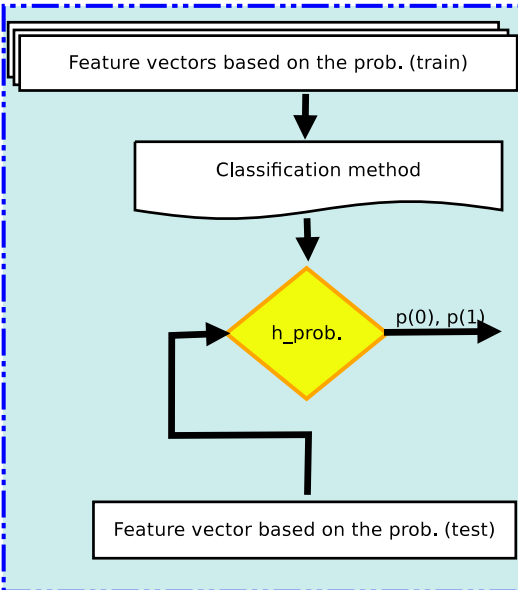 Feature vectors based on the prob. (train)
Classification method
h_prob.
p(0), p(1)
Feature vector based on the prob. (test)